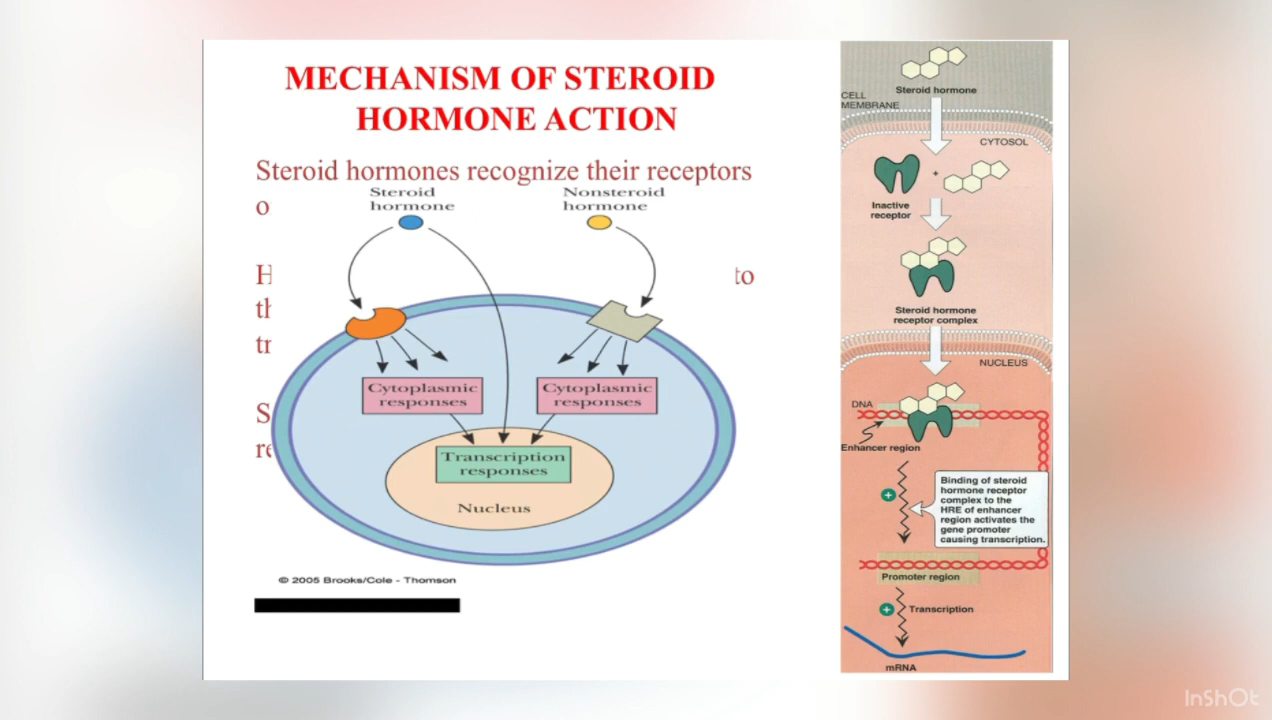 MECHANISM OF STEROID
HORMONE ACTION
Steroid hormones recognize their receptors
o
H
to
th
tr
S
re
Steroid
hormone
Nonsteroid
hormone
Cytoplasmic
responses
Cytoplasmic
responses
Transcription
responses
Nucleus
© 2005 Brooks/Cole - Thomson
Steroid hormone
CELL
MEMBRANE
CYTOSOL
+
Inactive
receptor
Steroid hormone
receptor complex
NUCLEUS
DNA
Enhancer region
+
Binding of steroid
hormone receptor
complex to the
HRE of enhancer
region activates the
gene promoter
causing transcription.
Promoter region
+
Transcription
mRNA
InShOt